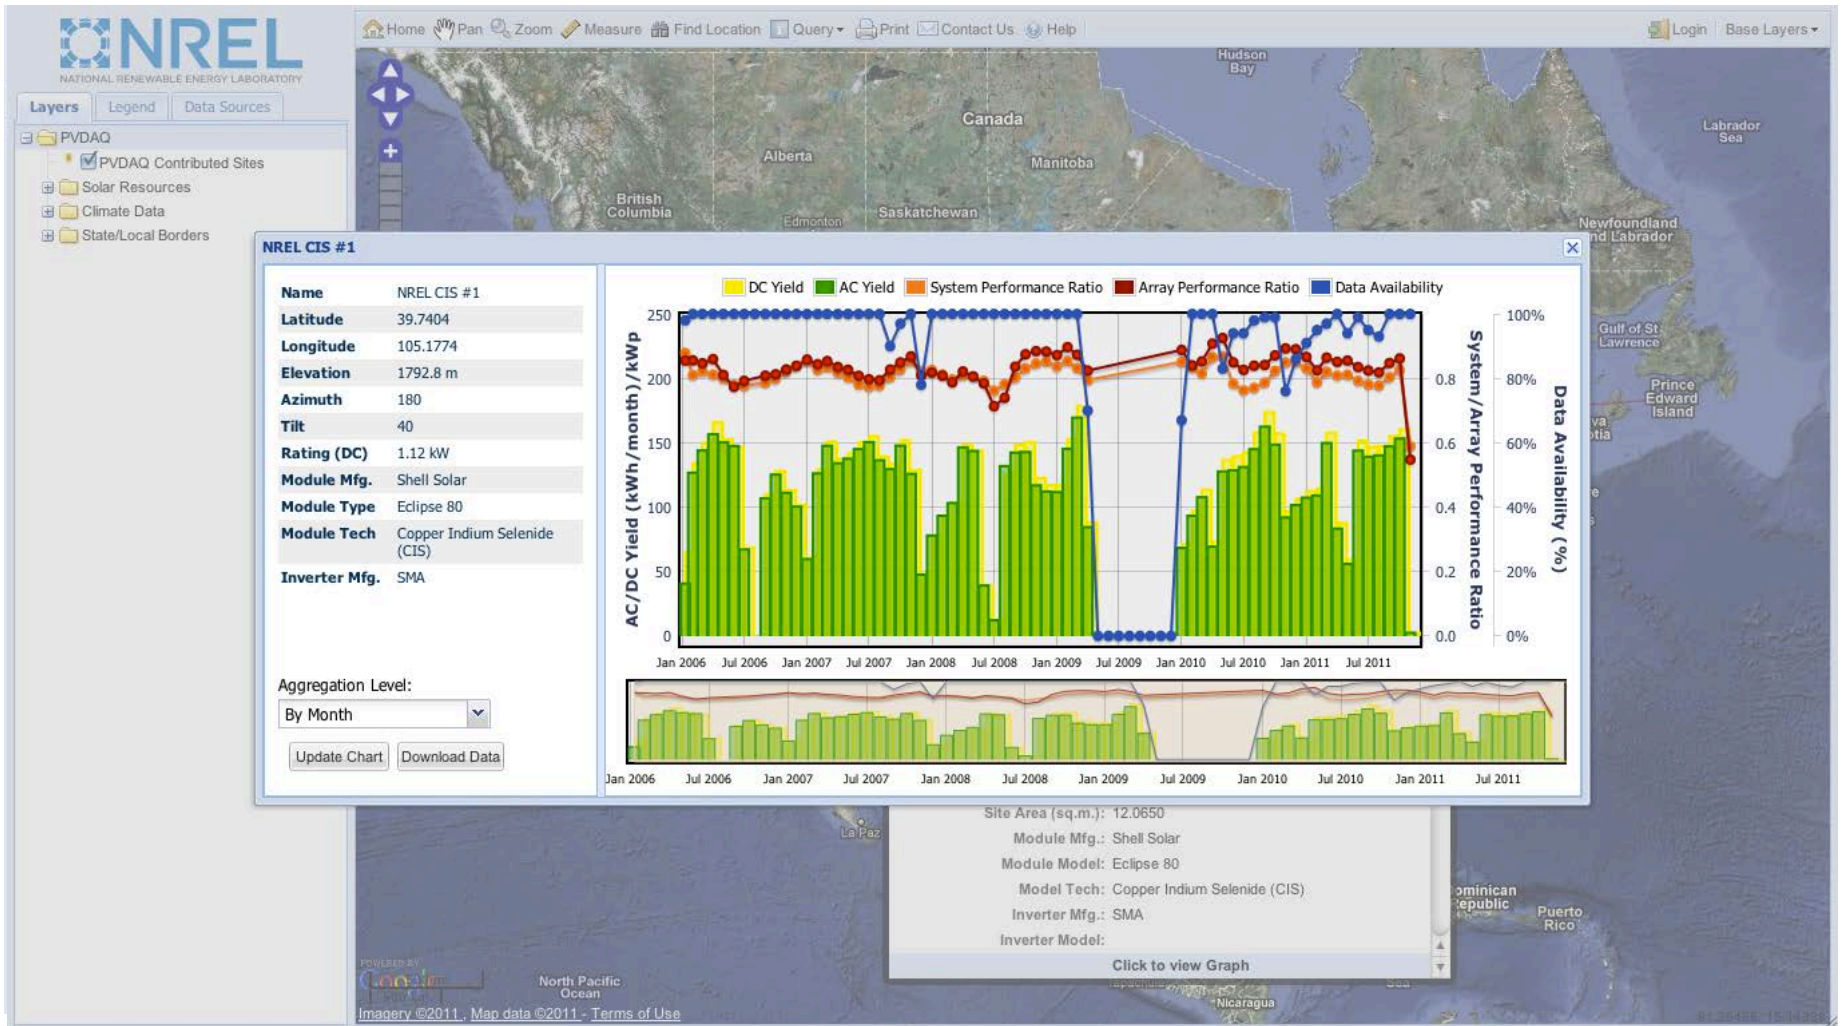 NREL
NATIONAL RENEWABLE ENERGY LABORATORY
Home Pan Zoom Measure Find Location Query Print Contact Us Help
Login Base Layers
Layers Legend Data Sources
PVDAQ
PVDAQ Contributed Sites
Solar Resources
Climate Data
State/Local Borders
Hudson
Bay
Canada
Labrador
Sea
Alberta
Manitoba
British
Columbia
Edmonton
Saskatchewan
Newfoundland
nd Labrador
Gulf of St
Lawrence
Prince
Edward
Island
va
otia
NREL CIS #1
Name NREL CIS #1
Latitude 39.7404
Longitude 105.1774
Elevation 1792.8 m
Azimuth 180
Tilt 40
Rating (DC) 1.12 kW
Module Mfg. Shell Solar
Module Type Eclipse 80
Module Tech Copper Indium Selenide
(CIS)
Inverter Mfg. SMA
Aggregation Level:
By Month
Update Chart Download Data
DC Yield AC Yield System Performance Ratio Array Performance Ratio Data Availability
AC/DC Yield (kWh/month)/kWp
250
200
150
100
50
0
0.8
0.6
0.4
0.2
0.0
System/Array Performance Ratio
100%
80%
60%
40%
20%
0%
Data Availability (%)
Jan 2006 Jul 2006 Jan 2007 Jul 2007 Jan 2008 Jul 2008 Jan 2009 Jul 2009 Jan 2010 Jul 2010 Jan 2011 Jul 2011
Jan 2006 Jul 2006 Jan 2007 Jul 2007 Jan 2008 Jul 2008 Jan 2009 Jul 2009 Jan 2010 Jul 2010 Jan 2011 Jul 2011
La Paz
Site Area (sq.m.): 12.0650
Module Mfg.: Shell Solar
Module Model: Eclipse 80
Model Tech: Copper Indium Selenide (CIS)
Inverter Mfg.: SMA
Inverter Model:
Click to view Graph
ominican
Republic
Puerto
Rico
POWERED BY
Google
North Pacific
Ocean
Nicaragua
Imagery ©2011 , Map data ©2011 - Terms of Use